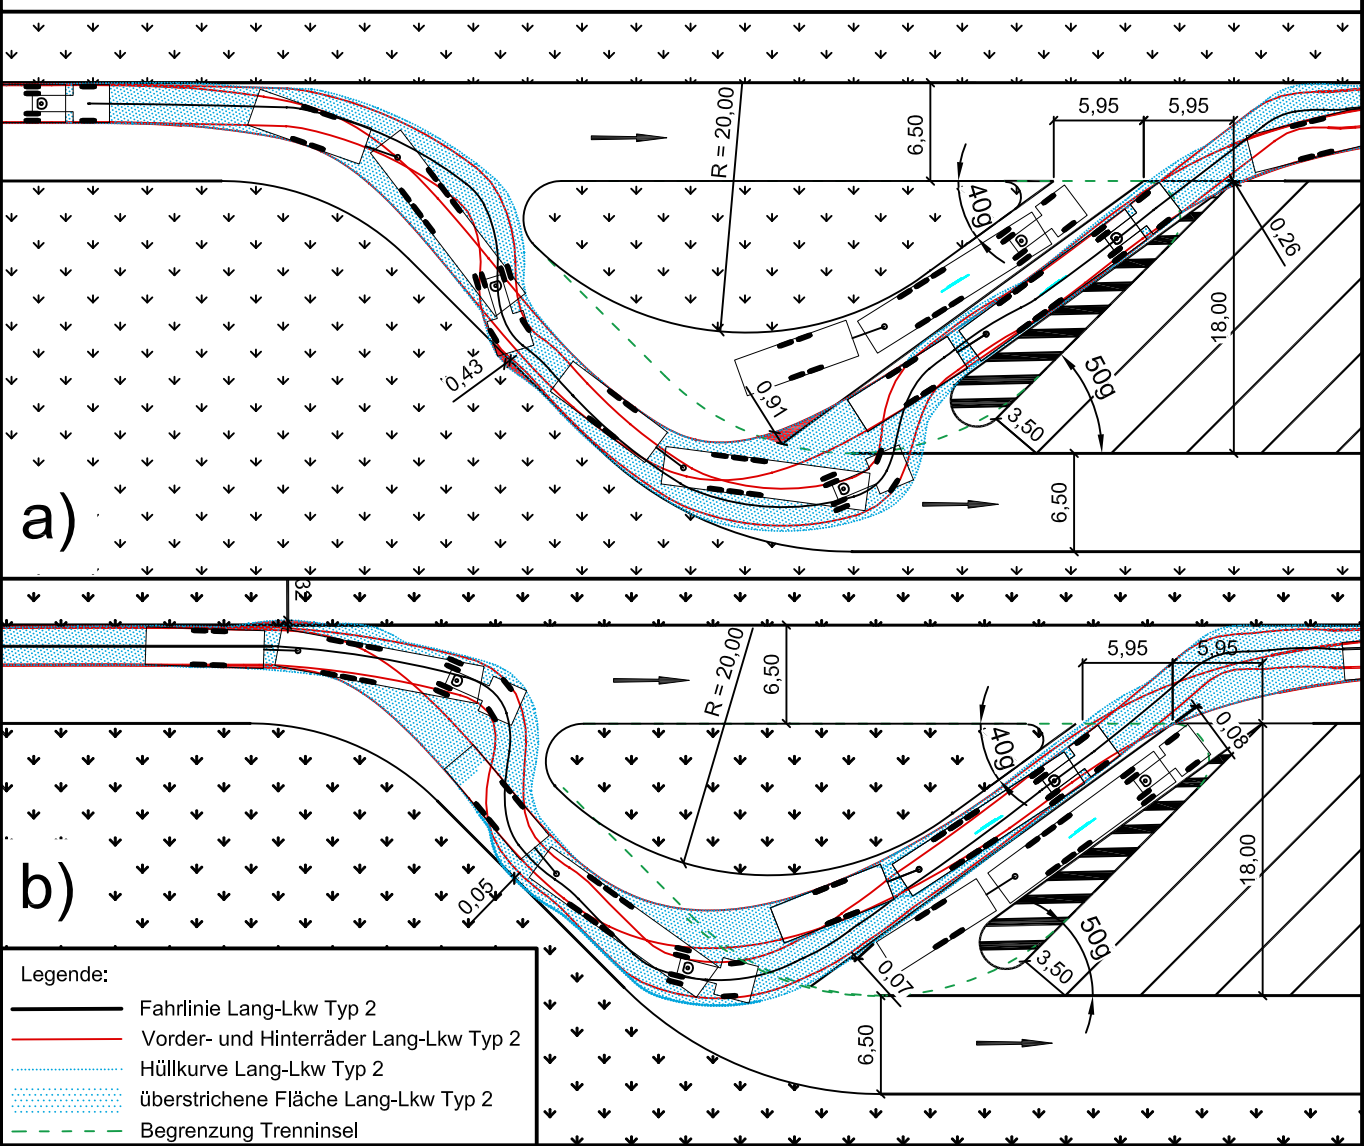 R = 20,00
6,50
5,95
5,95
40g
0,26
18,00
0,43
0,91
50g
3,50
6,50
a)
32
R = 20,00
6,50
5,95
5,95
40g
0,08
18,00
0,05
50g
3,50
0,07
6,50
b)
Legende:
Fahrlinie Lang-Lkw Typ 2
Vorder- und Hinterräder Lang-Lkw Typ 2
Hüllkurve Lang-Lkw Typ 2
überstrichene Fläche Lang-Lkw Typ 2
Begrenzung Trenninsel